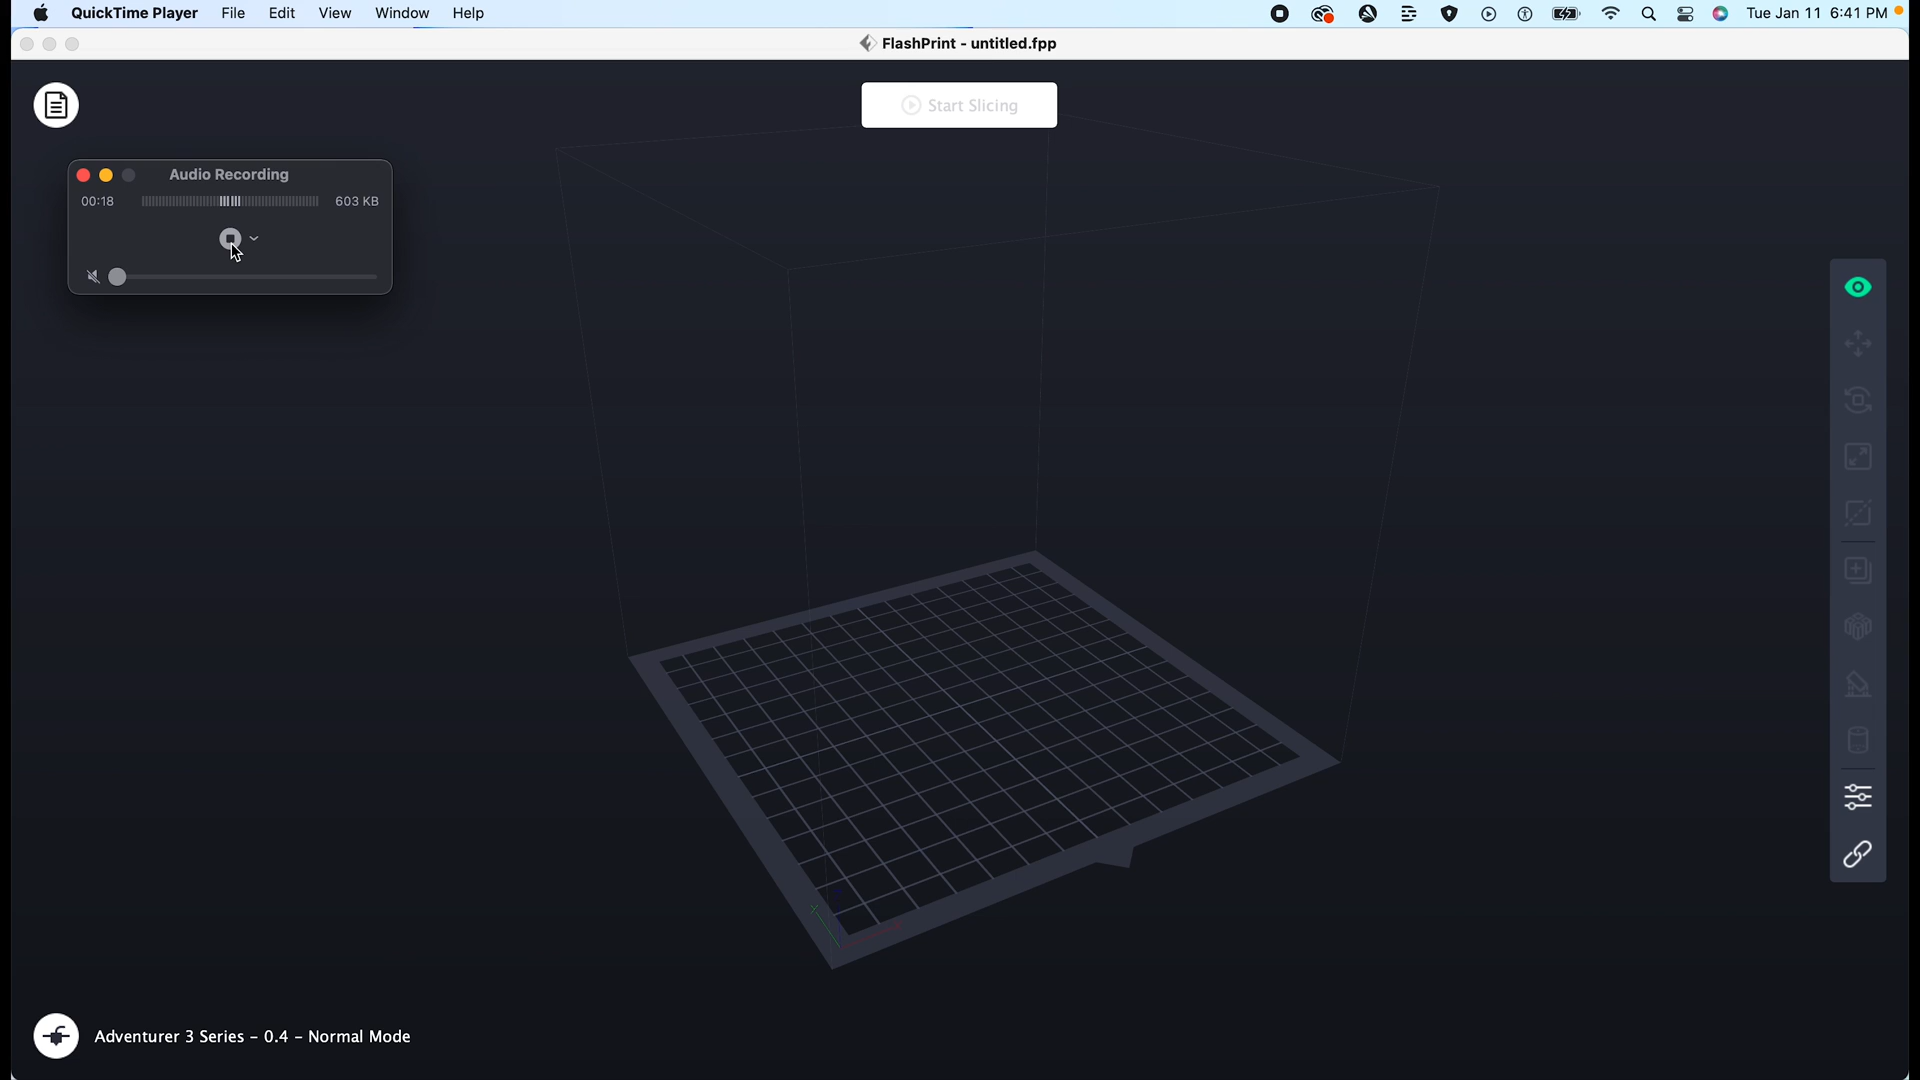 QuickTime Player File Edit View Window Help Tue Jan 11 6:41 PM
FlashPrint - untitled.fpp
Start Slicing
Audio Recording
00:18 603 KB
Adventurer 3 Series - 0.4 - Normal Mode